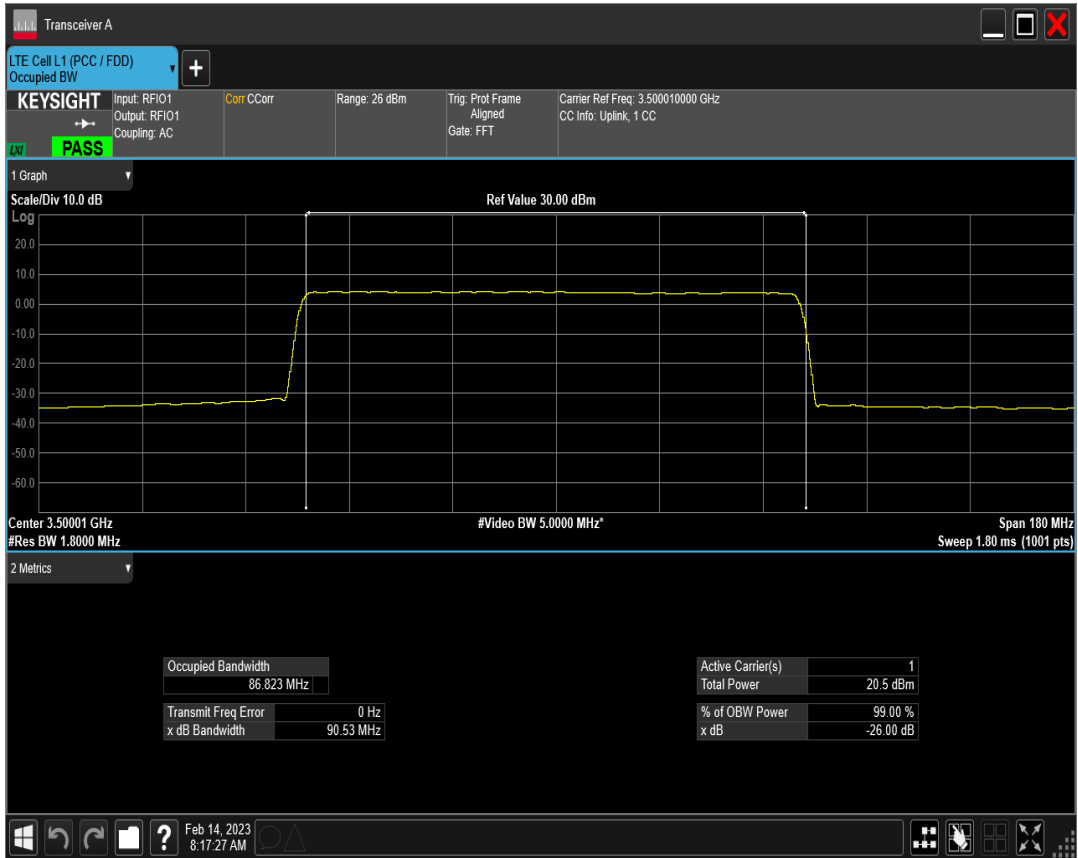 Transceiver A
LTE Cell L1 (PCC / FDD)
Occupied BW
KEYSIGHT
Input: RFIO1
Output: RFIO1
Coupling: AC
Corr CCorr
Range: 26 dBm
Trig: Prot Frame
Aligned
Gate: FFT
Carrier Ref Freq: 3.500010000 GHz
CC Info: Uplink, 1 CC
LXI
PASS
1 Graph
Scale/Div 10.0 dB
Ref Value 30.00 dBm
Log
20.0
10.0
0.00
-10.0
-20.0
-30.0
-40.0
-50.0
-60.0
Center 3.50001 GHz
#Video BW 5.0000 MHz*
Span 180 MHz
#Res BW 1.8000 MHz
Sweep 1.80 ms (1001 pts)
2 Metrics
Occupied Bandwidth
86.823 MHz
Transmit Freq Error 0 Hz
x dB Bandwidth 90.53 MHz
Active Carrier(s) 1
Total Power 20.5 dBm
% of OBW Power 99.00 %
x dB -26.00 dB
?
Feb 14, 2023
8:17:27 AM